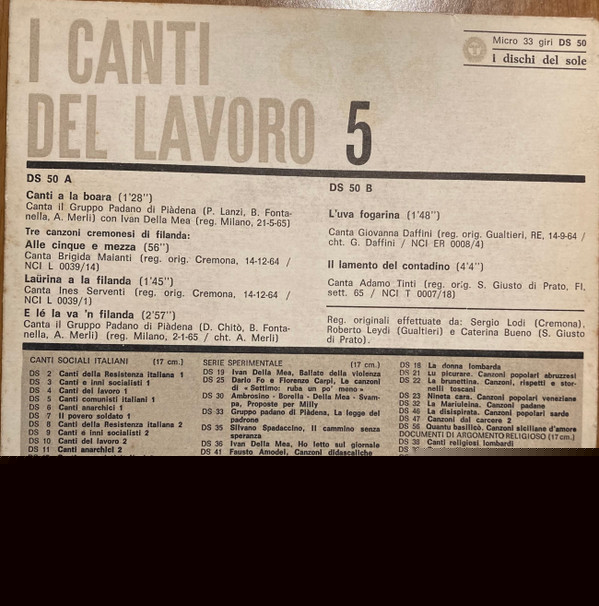 I CANTI
DEL LAVORO 5
Micro 33 giri DS 50
i dischi del sole
DS 50 A
Canti a la boara (1'28")
Canta il Gruppo Padano di Piàdena (P. Lanzi, B. Fonta-
nella, A. Merli) con Ivan Della Mea (reg. Milano, 21-5-65)
Tre canzoni cremonesi di filanda:
Alle cinque e mezza (56")
Canta Brigida Maianti (reg. orig. Cremona, 14-12-64 /
NCI L 0039/14)
Laürina a la filanda (1'45")
Canta Ines Serventi (reg. orig. Cremona, 14-12-64 /
NCI L 0039/1)
E lé la va 'n filanda (2'57")
Canta il Gruppo Padano di Piàdena (D. Chitò, B. Fonta-
nella, A. Merli) (reg. Milano, 2-1-65 / cht. A. Merli)
DS 50 B
L'uva fogarina (1'48")
Canta Giovanna Daffini (reg. orig. Gualtieri, RE, 14-9-64 /
cht. G. Daffini / NCI ER 0008/4)
Il lamento del contadino (4'4")
Canta Adamo Tinti (reg. orig. S. Giusto di Prato, FI,
sett. 65 / NCI T 0007/18)
Reg. originali effettuate da: Sergio Lodi (Cremona),
Roberto Leydi (Gualtieri) e Caterina Bueno (S. Giusto
di Prato).
CANTI SOCIALI ITALIANI (17 cm.)
DS 2 Canti della Resistenza italiana 1
DS 3 Canti e inni socialisti 1
DS 4 Canti del lavoro 1
DS 5 Canti comunisti italiani 1
DS 6 Canti anarchici 1
DS 7 Il povero soldato 1
DS 8 Canti della Resistenza italiana 2
DS 9 Canti e inni socialisti 2
DS 10 Canti del lavoro 2
DS 11 Canti anarchici 2
SERIE SPERIMENTALE (17 cm.)
DS 19 Ivan Della Mea, Ballate della violenza
DS 25 Dario Fo e Fiorenzo Carpi, Le canzoni
di « Settimo: ruba un po' meno »
DS 30 Ambrosino - Borella - Della Mea - Svam-
pa, Proposte per Milly
DS 33 Gruppo padano di Piàdena, La legge del
padrone
DS 35 Silvano Spadaccino, Il cammino senza
speranza
DS 36 Ivan Della Mea, Ho letto sul giornale
DS 41 Fausto Amodei, Canzoni didascaliche
DS 18 La donna lombarda
DS 21 Lu picurare. Canzoni popolari abruzzesi
DS 22 La brunettina. Canzoni, rispetti e stor-
nelli toscani
DS 23 Nineta cara. Canzoni popolari veneziane
DS 32 La Mariuleina. Canzoni padane
DS 46 La disispirata. Canzoni popolari sarde
DS 47 Canzoni dal carcere 2
DS 56 Quantu basilicò. Canzoni siciliane d'amore
DOCUMENTI DI ARGOMENTO RELIGIOSO (17 cm.)
DS 38 Canti religiosi lombardi